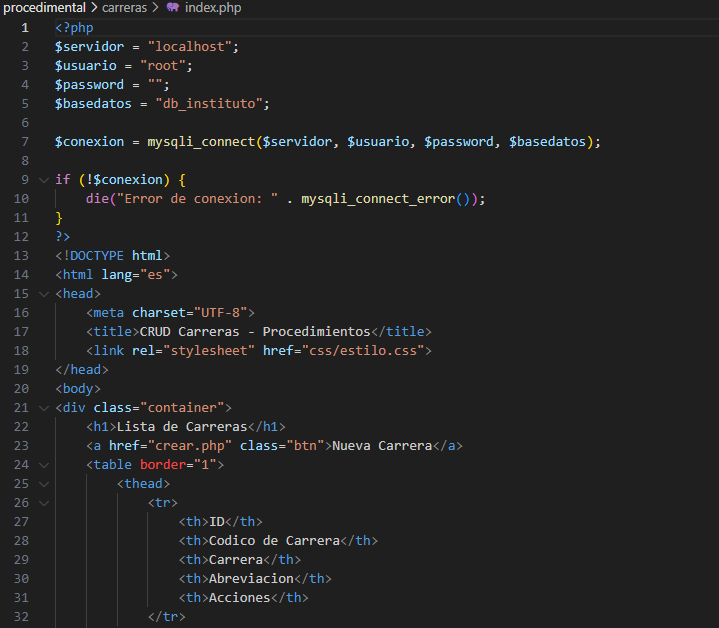 procedimental > carreras > index.php
1 <?php
2 $servidor = "localhost";
3 $usuario = "root";
4 $password = "";
5 $basedatos = "db_instituto";
6
7 $conexion = mysqli_connect($servidor, $usuario, $password, $basedatos);
8
9 if (!$conexion) {
10     die("Error de conexion: " . mysqli_connect_error());
11 }
12 ?>
13 <!DOCTYPE html>
14 <html lang="es">
15 <head>
16     <meta charset="UTF-8">
17     <title>CRUD Carreras - Procedimientos</title>
18     <link rel="stylesheet" href="css/estilo.css">
19 </head>
20 <body>
21 <div class="container">
22     <h1>Lista de Carreras</h1>
23     <a href="crear.php" class="btn">Nueva Carrera</a>
24     <table border="1">
25         <thead>
26             <tr>
27                 <th>ID</th>
28                 <th>Codico de Carrera</th>
29                 <th>Carrera</th>
30                 <th>Abreviacion</th>
31                 <th>Acciones</th>
32             </tr>